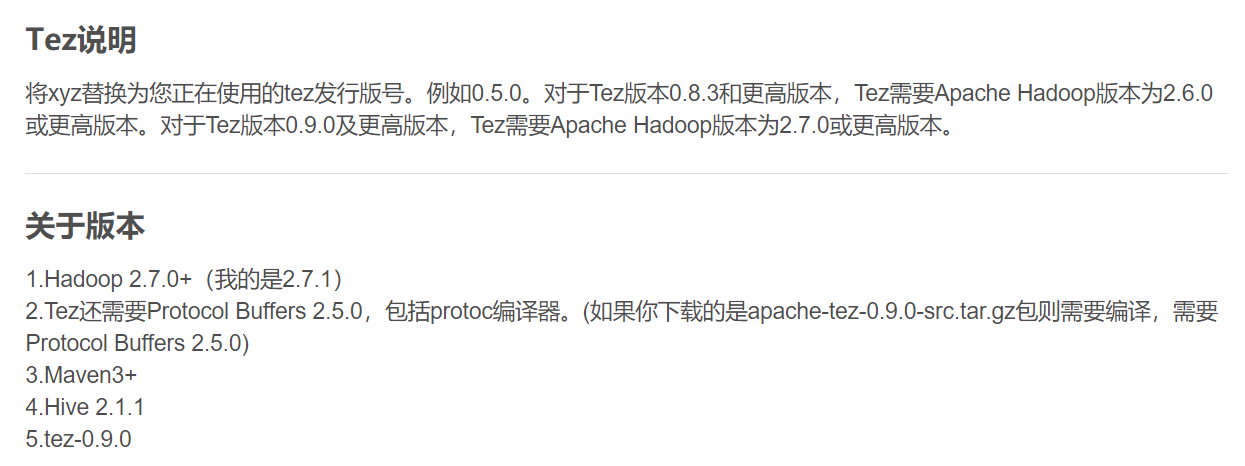 Tez说明
将xyz替换为您正在使用的tez发行版号。例如0.5.0。对于Tez版本0.8.3和更高版本，Tez需要Apache Hadoop版本为2.6.0
或更高版本。对于Tez版本0.9.0及更高版本，Tez需要Apache Hadoop版本为2.7.0或更高版本。
关于版本
1.Hadoop 2.7.0+（我的是2.7.1）
2.Tez还需要Protocol Buffers 2.5.0，包括protoc编译器。(如果你下载的是apache-tez-0.9.0-src.tar.gz包则需要编译，需要
Protocol Buffers 2.5.0)
3.Maven3+
4.Hive 2.1.1
5.tez-0.9.0